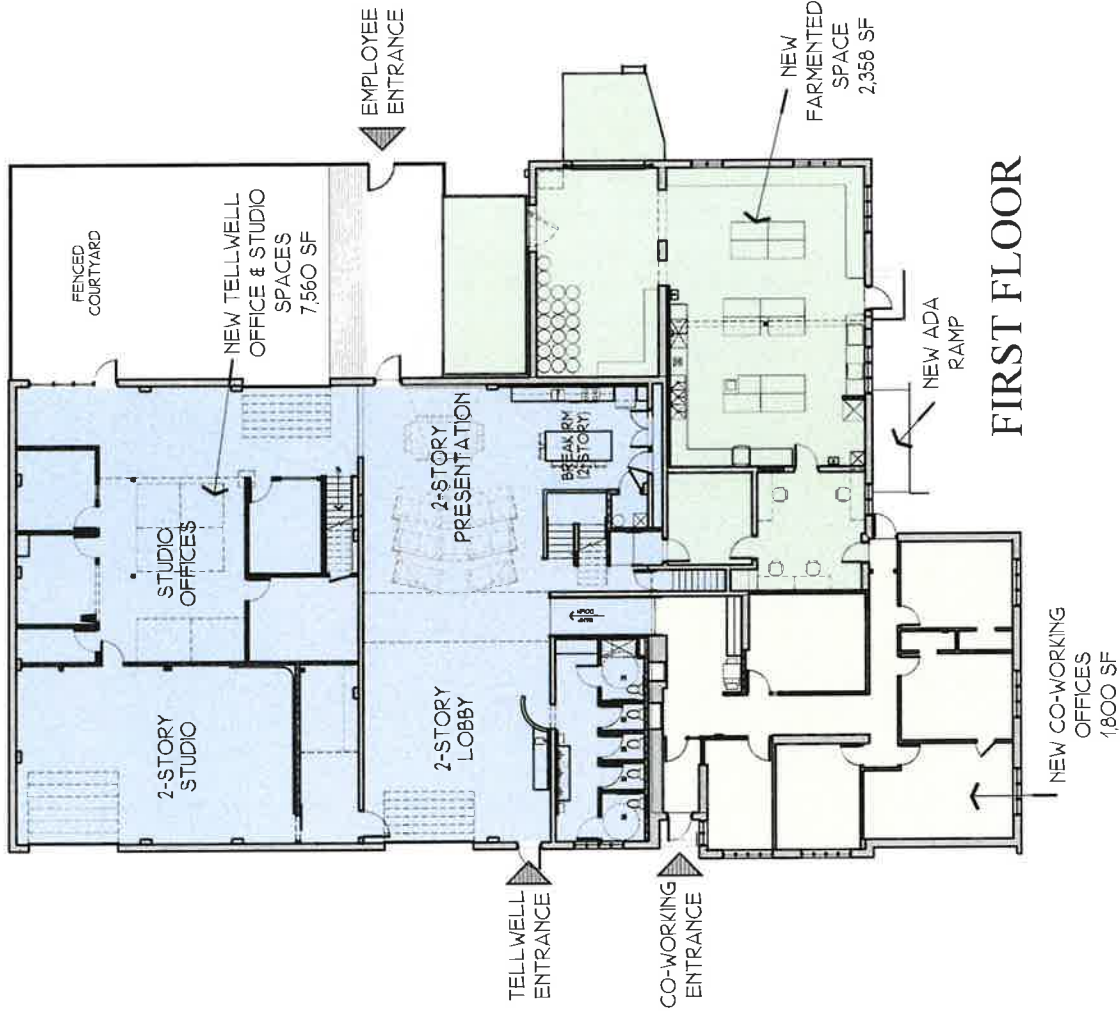 EMPLOYEE
ENTRANCE
FENCED
COURTYARD
NEW TELLWELL
OFFICE & STUDIO
SPACES
7,560 SF
STUDIO
OFFICES
2-STORY
STUDIO
2-STORY
PRESENTATION
BREAK RM
(2-STORY)
2-STORY
LOBBY
RAMP
DOWN
NEW
FARMENTED
SPACE
2,358 SF
TELLWELL
ENTRANCE
CO-WORKING
ENTRANCE
NEW ADA
RAMP
NEW CO-WORKING
OFFICES
1,800 SF
FIRST FLOOR